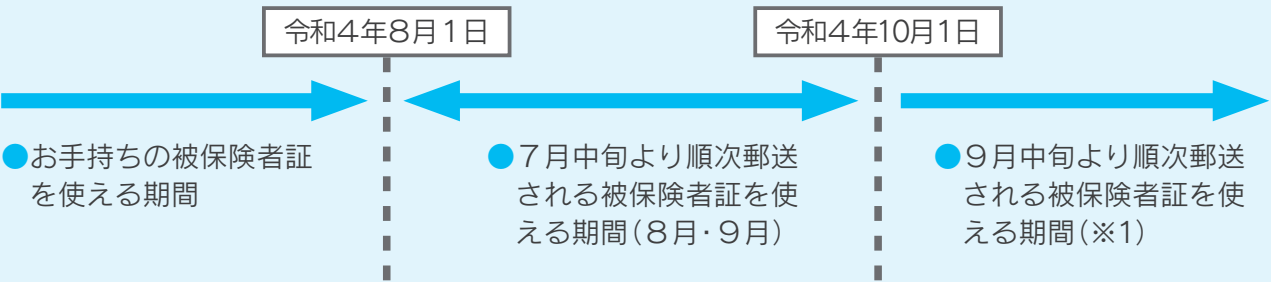 令和4年8月1日
令和4年10月1日
●お手持ちの被保険者証
を使える期間
●7月中旬より順次郵送
される被保険者証を使
える期間(8月・9月)
●9月中旬より順次郵送
される被保険者証を使
える期間(※1)